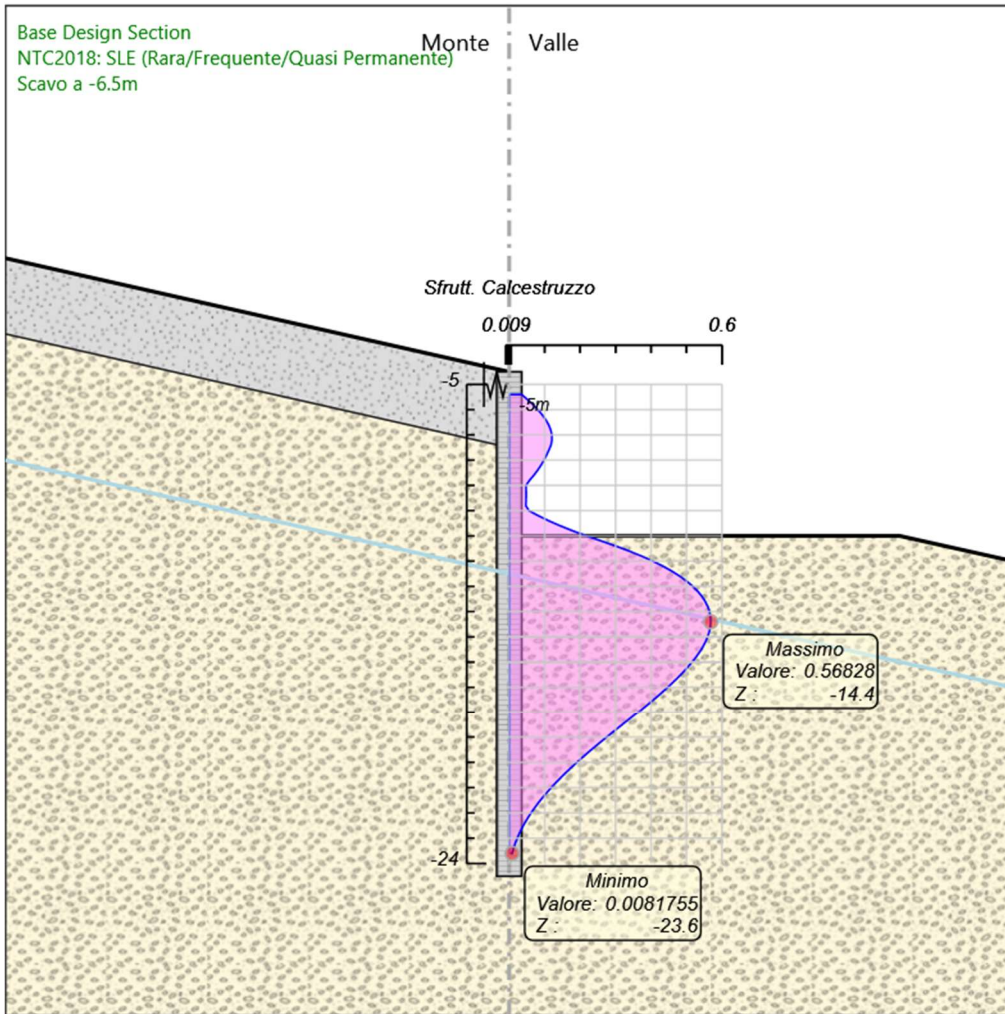 Base Design Section
NTC2018: SLE (Rara/Frequente/Quasi Permanente)
Scavo a -6.5m
Monte Valle
Sfrutt. Calcestruzzo
0.009 0.6
-5
-5m
Massimo
Valore: 0.56828
Z : -14.4
-24
Minimo
Valore: 0.0081755
Z : -23.6